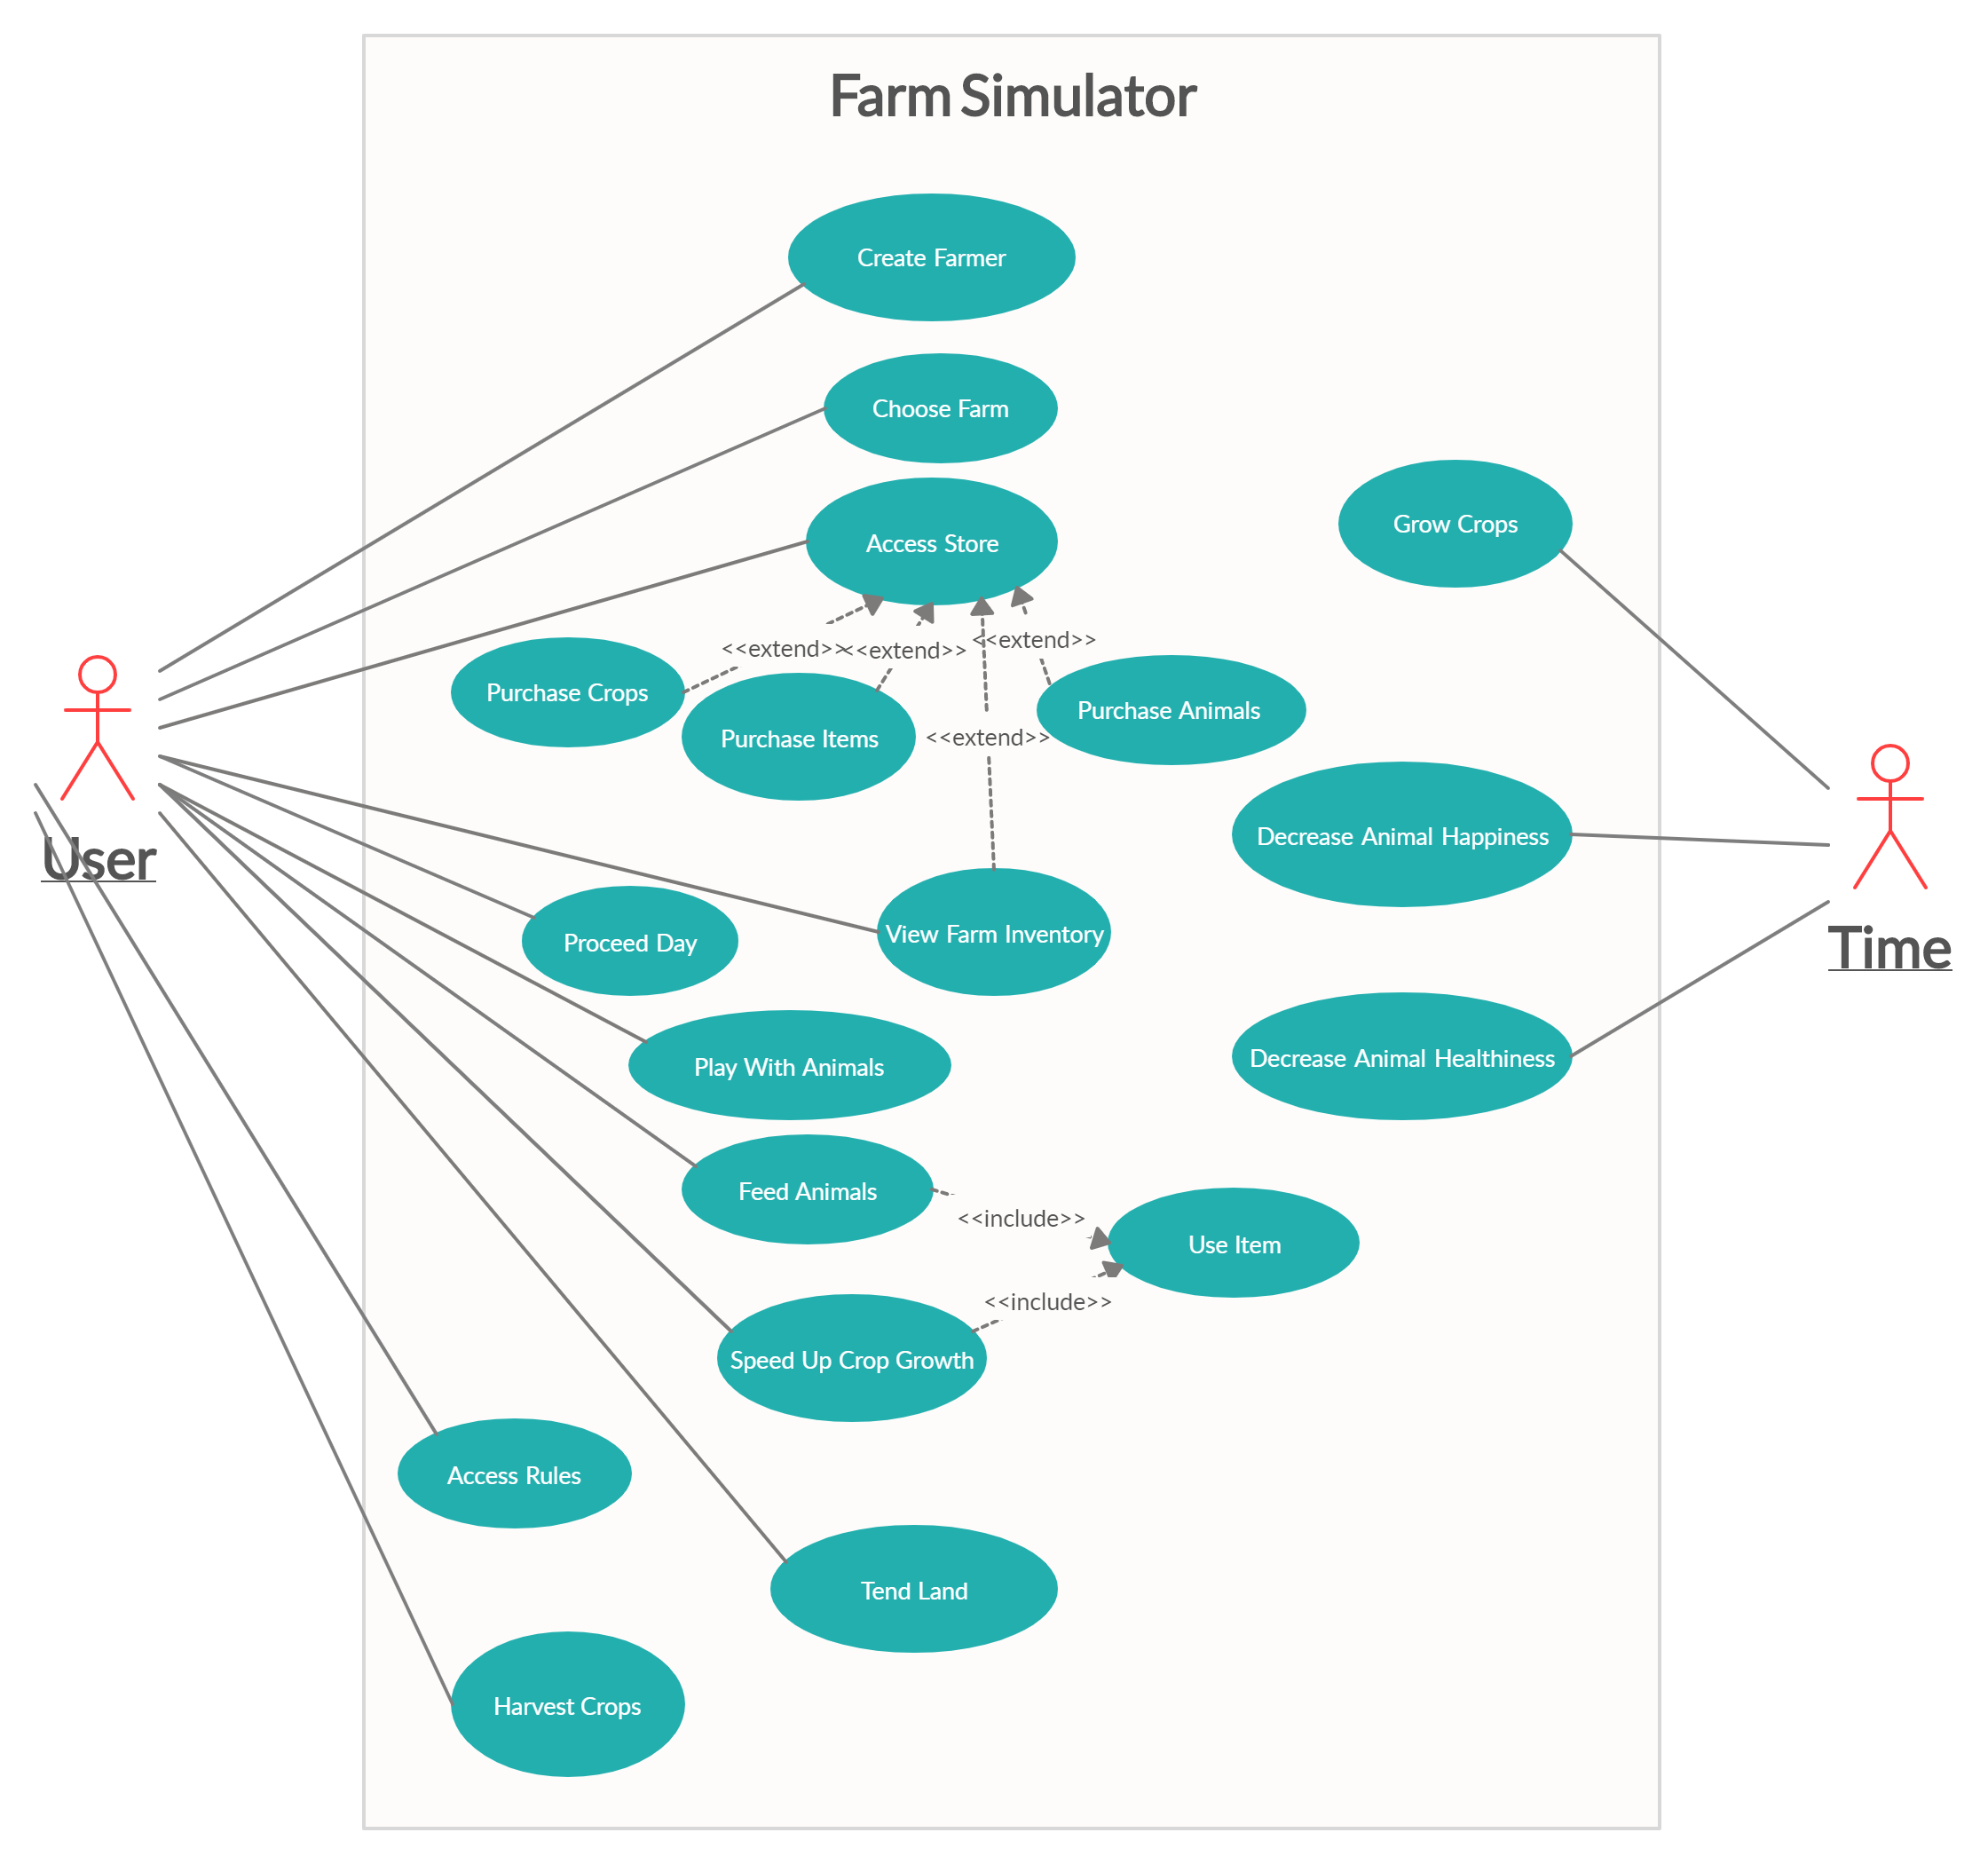 Farm Simulator
Create Farmer
Choose Farm
Grow Crops
Access Store
<<extend>>
<<extend>>
<<extend>>
Purchase Crops
Purchase Items
Purchase Animals
<<extend>>
Decrease Animal Happiness
User
Proceed Day
View Farm Inventory
Time
Play With Animals
Decrease Animal Healthiness
Feed Animals
<<include>>
Use Item
<<include>>
Speed Up Crop Growth
Access Rules
Tend Land
Harvest Crops